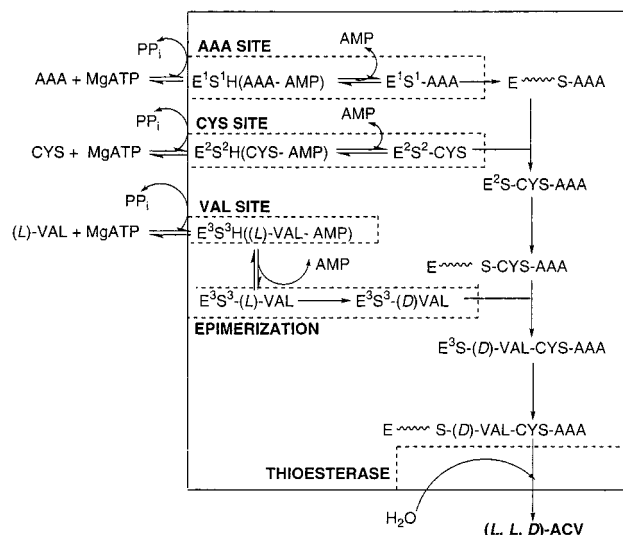 PPi AAA SITE AMP
AAA + MgATP E¹S¹H(AAA- AMP) E¹S¹-AAA E S-AAA
PPi CYS SITE AMP
CYS + MgATP E²S²H(CYS- AMP) E²S²-CYS
E²S-CYS-AAA
PPi VAL SITE
(L)-VAL + MgATP E³S³H((L)-VAL- AMP)
AMP
E S-CYS-AAA
E³S³-(L)-VAL E³S³-(D)VAL
EPIMERIZATION
E³S-(D)-VAL-CYS-AAA
E S-(D)-VAL-CYS-AAA
THIOESTERASE
H₂O
(L, L, D)-ACV